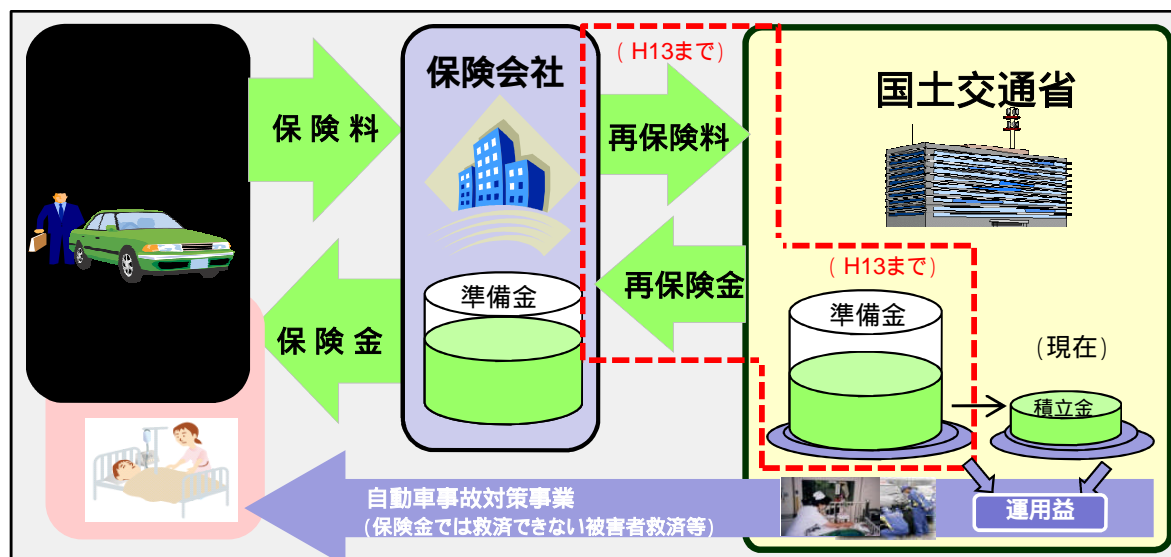 保険料
保険金
保険会社
準備金
( H13まで)
再保険料
再保険金
国土交通省
( H13まで)
準備金
(現在)
積立金
運用益
自動車事故対策事業
(保険金では救済できない被害者救済等)